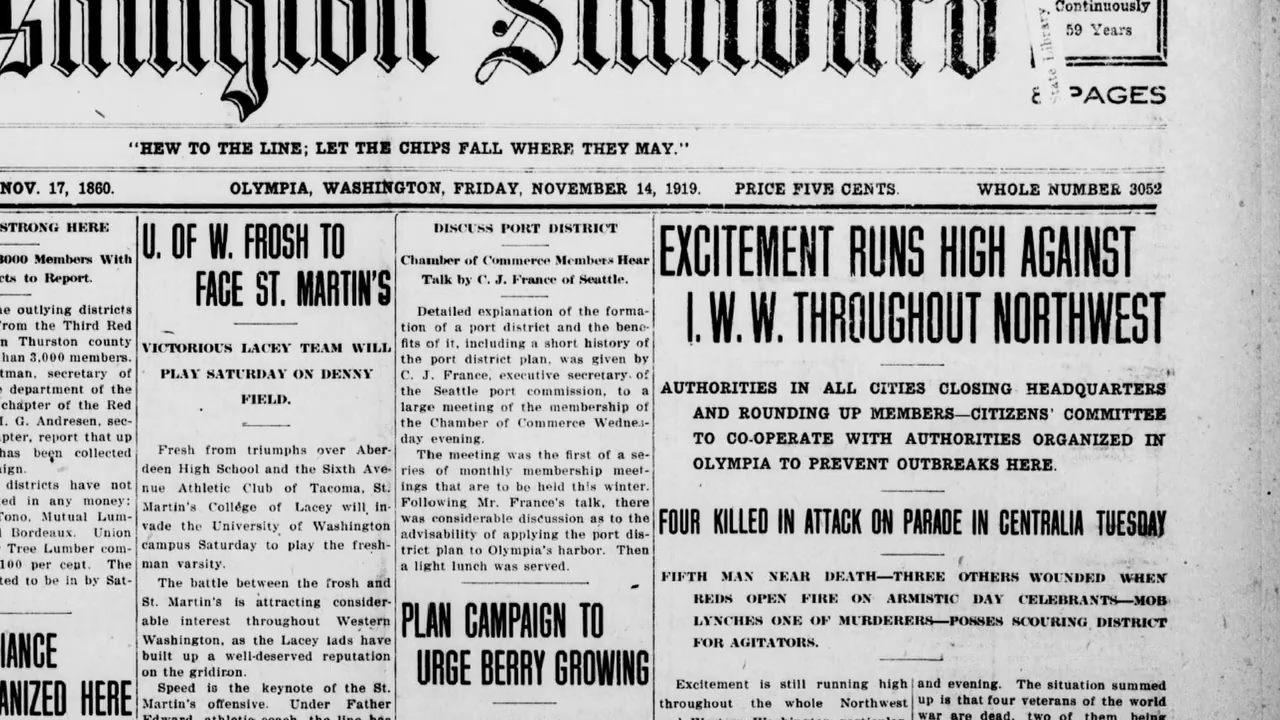 Washington Standard
Continuously
59 Years
State Library
8 PAGES
"HEW TO THE LINE; LET THE CHIPS FALL WHERE THEY MAY."
NOV. 17, 1860. OLYMPIA, WASHINGTON, FRIDAY, NOVEMBER 14, 1919. PRICE FIVE CENTS. WHOLE NUMBER 3052
STRONG HERE
3000 Members With
cts to Report.
he outlying districts
from the Third Red
n Thurston county
han 3,000 members.
tman, secretary of
department of the
chapter of the Red
I. G. Andresen, sec-
pter, report that up
has been collected
aign.
districts have not
ed in any money:
Tono, Mutual Lum-
Bordeaux. Union
Tree Lumber com-
100 per cent. The
ted to be in by Sat-
IANCE
ANIZED HERE
U. OF W. FROSH TO
FACE ST. MARTIN'S
VICTORIOUS LACEY TEAM WILL
PLAY SATURDAY ON DENNY
FIELD.
Fresh from triumphs over Aber-
deen High School and the Sixth Ave-
nue Athletic Club of Tacoma, St.
Martin's College of Lacey will in-
vade the University of Washington
campus Saturday to play the fresh-
man varsity.
The battle between the frosh and
St. Martin's is attracting consider-
able interest throughout Western
Washington, as the Lacey lads have
built up a well-deserved reputation
on the gridiron.
Speed is the keynote of the St.
Martin's offensive. Under Father
Edward, athletic coach, the line has
DISCUSS PORT DISTRICT
Chamber of Commerce Members Hear
Talk by C. J. France of Seattle.
Detailed explanation of the forma-
tion of a port district and the bene-
fits of it, including a short history of
the port district plan, was given by
C. J. France, executive secretary of
the Seattle port commission, to a
large meeting of the membership of
the Chamber of Commerce Wednes-
day evening.
The meeting was the first of a se-
ries of monthly membership meet-
ings that are to be held this winter.
Following Mr. France's talk, there
was considerable discussion as to the
advisability of applying the port dis-
trict plan to Olympia's harbor. Then
a light lunch was served.
PLAN CAMPAIGN TO
URGE BERRY GROWING
EXCITEMENT RUNS HIGH AGAINST
I. W. W. THROUGHOUT NORTHWEST
AUTHORITIES IN ALL CITIES CLOSING HEADQUARTERS
AND ROUNDING UP MEMBERS—CITIZENS' COMMITTEE
TO CO-OPERATE WITH AUTHORITIES ORGANIZED IN
OLYMPIA TO PREVENT OUTBREAKS HERE.
FOUR KILLED IN ATTACK ON PARADE IN CENTRALIA TUESDAY
FIFTH MAN NEAR DEATH—THREE OTHERS WOUNDED WHEN
REDS OPEN FIRE ON ARMISTIC DAY CELEBRANTS—MOB
LYNCHES ONE OF MURDERERS—POSSES SCOURING DISTRICT
FOR AGITATORS.
Excitement is still running high
throughout the whole Northwest
and evening. The situation summed
up is that four veterans of the world
war are dead, two of them being